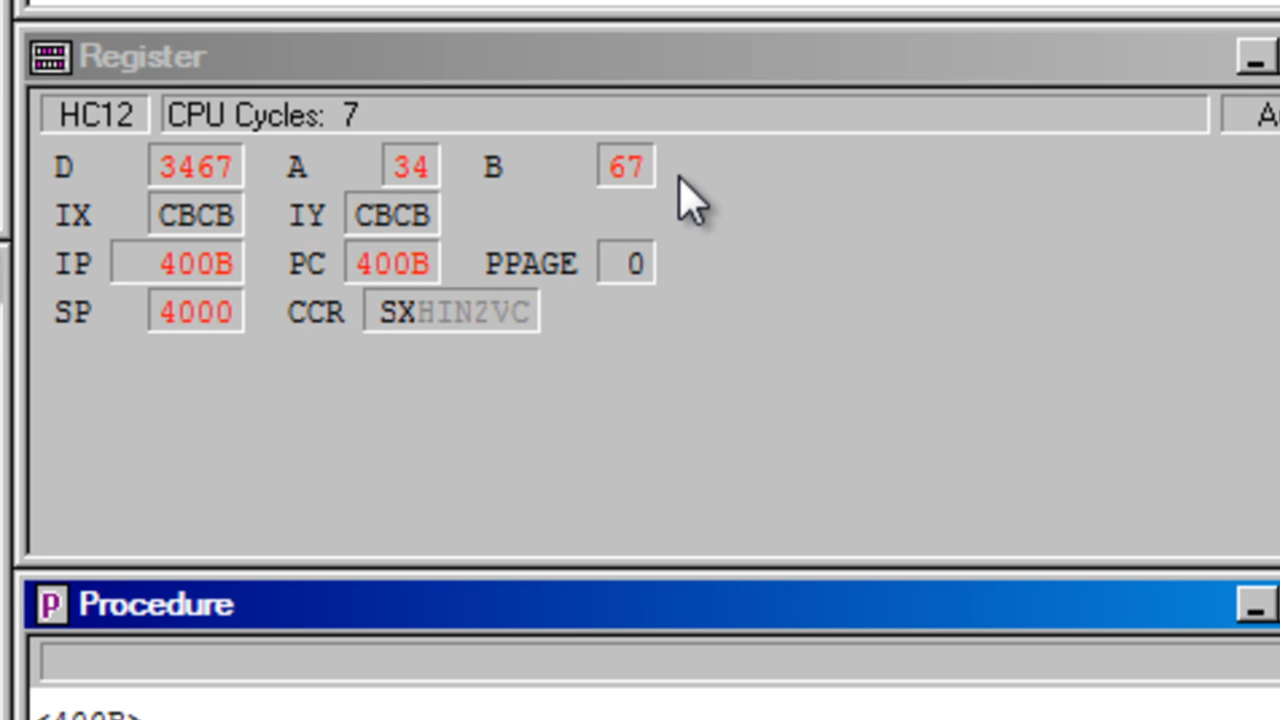 Register
HC12 CPU Cycles: 7
D 3467 A 34 B 67
IX CBCB IY CBCB
IP 400B PC 400B PPAGE 0
SP 4000 CCR SXHINZVC
P Procedure